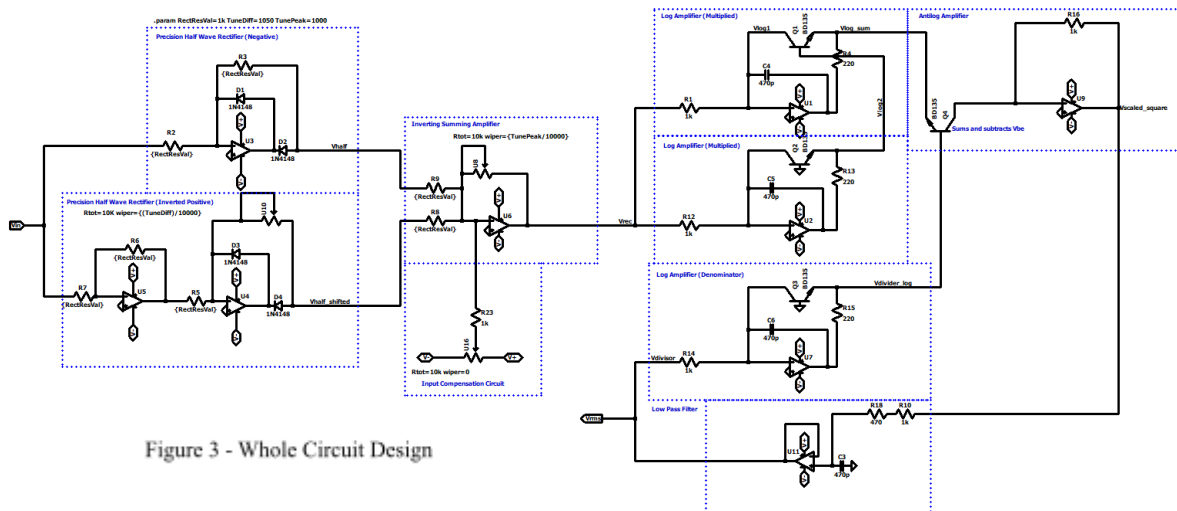 .param RectResVal=1k TuneDiff=1050 TunePeak=1000
Precision Half Wave Rectifier (Negative)
R3
{RectResVal}
D1
1N4148
V+
U3
D2
1N4148
V-
R2
{RectResVal}
Vhalf
Precision Half Wave Rectifier (Inverted Positive)
Rtot=10K wiper={(TuneDiff)/10000}
U10
Vin
R6
{RectResVal}
D3
1N4148
V+
U5
V-
R7
{RectResVal}
R5
{RectResVal}
V+
U4
V-
D4
1N4148
Vhalf_shifted
Inverting Summing Amplifier
Rtot=10k wiper={TunePeak/10000}
U8
R9
{RectResVal}
R8
{RectResVal}
V+
U6
V-
Vrec
R23
1k
U16
V-
V+
Rtot=10k wiper=0
Input Compensation Circuit
Log Amplifier (Multiplied)
Vlog1
Q1
BD135
Vlog_sum
R4
220
C4
470p
V+
U1
V-
R1
1k
Vlog2
Log Amplifier (Multiplied)
Q2
BD135
R13
220
C5
470p
V+
U2
V-
R12
1k
Log Amplifier (Denominator)
Q3
BD135
Vdivider_log
R15
220
C6
470p
V+
U7
V-
Vdivisor
R14
1k
Antilog Amplifier
R16
1k
V+
U9
V-
Vscaled_square
BD135
Q4
Sums and subtracts Vbe
Low Pass Filter
Vrms
R18
470
R10
1k
V+
U11
V-
C3
470p
Figure 3 - Whole Circuit Design